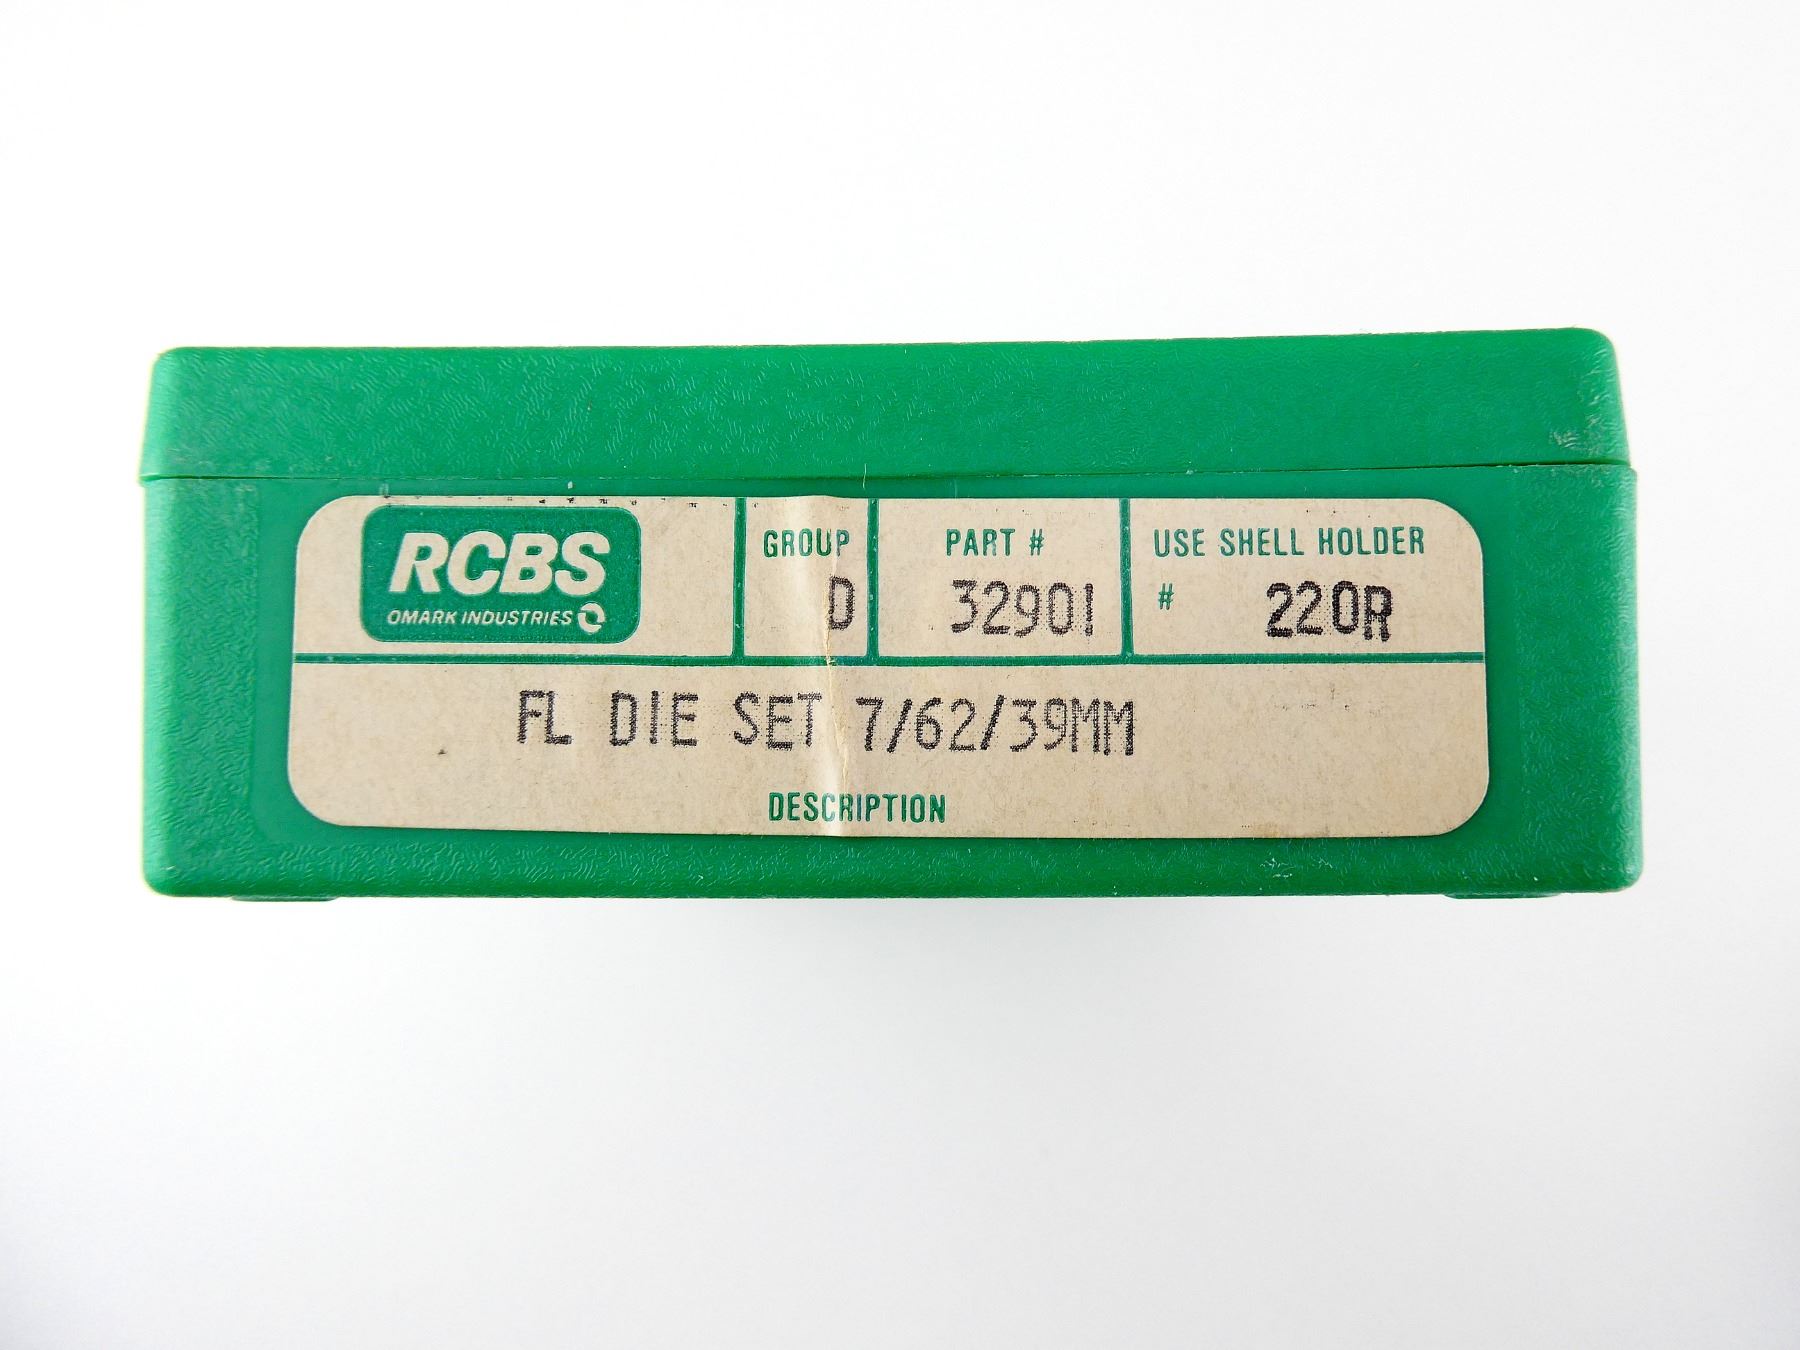 RCBS
OMARK INDUSTRIES
GROUP
D
PART #
32901
USE SHELL HOLDER
# 220R
FL DIE SET 7/62/39MM
DESCRIPTION